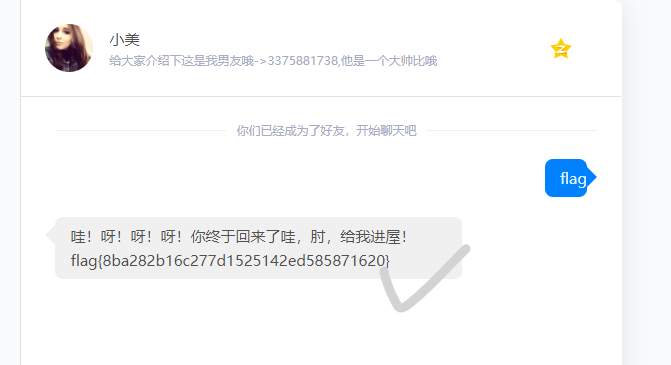 小美
给大家介绍下这是我男友哦->3375881738,他是一个大帅比哦
你们已经成为了好友，开始聊天吧
flag
哇！呀！呀！呀！你终于回来了哇，肘，给我进屋！
flag{8ba282b16c277d1525142ed585871620}